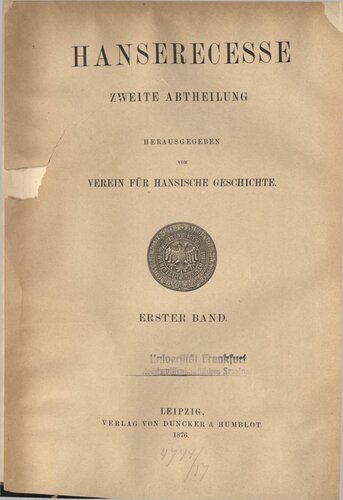 HANSERECESSE
ZWEITE ABTHEILUNG
HERAUSGEGEBEN
VOM
VEREIN FÜR HANSISCHE GESCHICHTE.
ERSTER BAND.
Universität Frankfurt
LEIPZIG,
VERLAG VON DUNCKER & HUMBLOT.
1876.